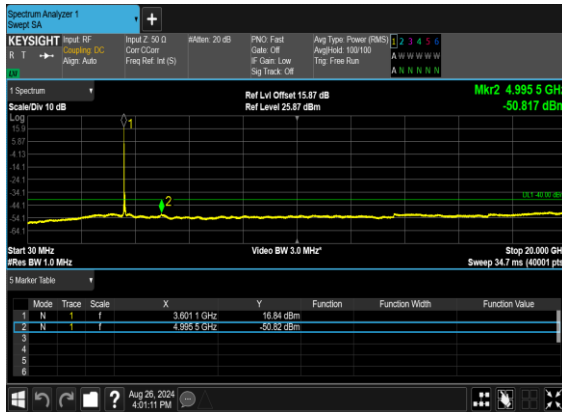 Spectrum Analyzer 1
Swept SA
+
KEYSIGHT Input: RF Input Z: 50 Ω #Atten: 20 dB PNO: Fast Avg Type: Power (RMS) 1 2 3 4 5 6
R T Coupling: DC Corr CCorr Gate: Off Avg|Hold: 100/100 A W W W W W
Align: Auto Freq Ref: Int (S) IF Gain: Low Trig: Free Run
Sig Track: Off A N N N N N
1 Spectrum
Scale/Div 10 dB
Ref Lvl Offset 15.87 dB
Ref Level 25.87 dBm
Mkr2 4.995 5 GHz
-50.817 dBm
Log
15.9
5.87
-4.13
-14.1
-24.1
-34.1
-44.1
-54.1
-64.1
1
2
DL1 -40.00 dBm
Start 30 MHz Video BW 3.0 MHz* Stop 20.000 GHz
#Res BW 1.0 MHz Sweep 34.7 ms (40001 pts)
5 Marker Table
Mode Trace Scale X Y Function Function Width Function Value
1 N 1 f 3.601 1 GHz 16.84 dBm
2 N 1 f 4.995 5 GHz -50.82 dBm
3
4
5
6
? Aug 26, 2024
4:01:11 PM